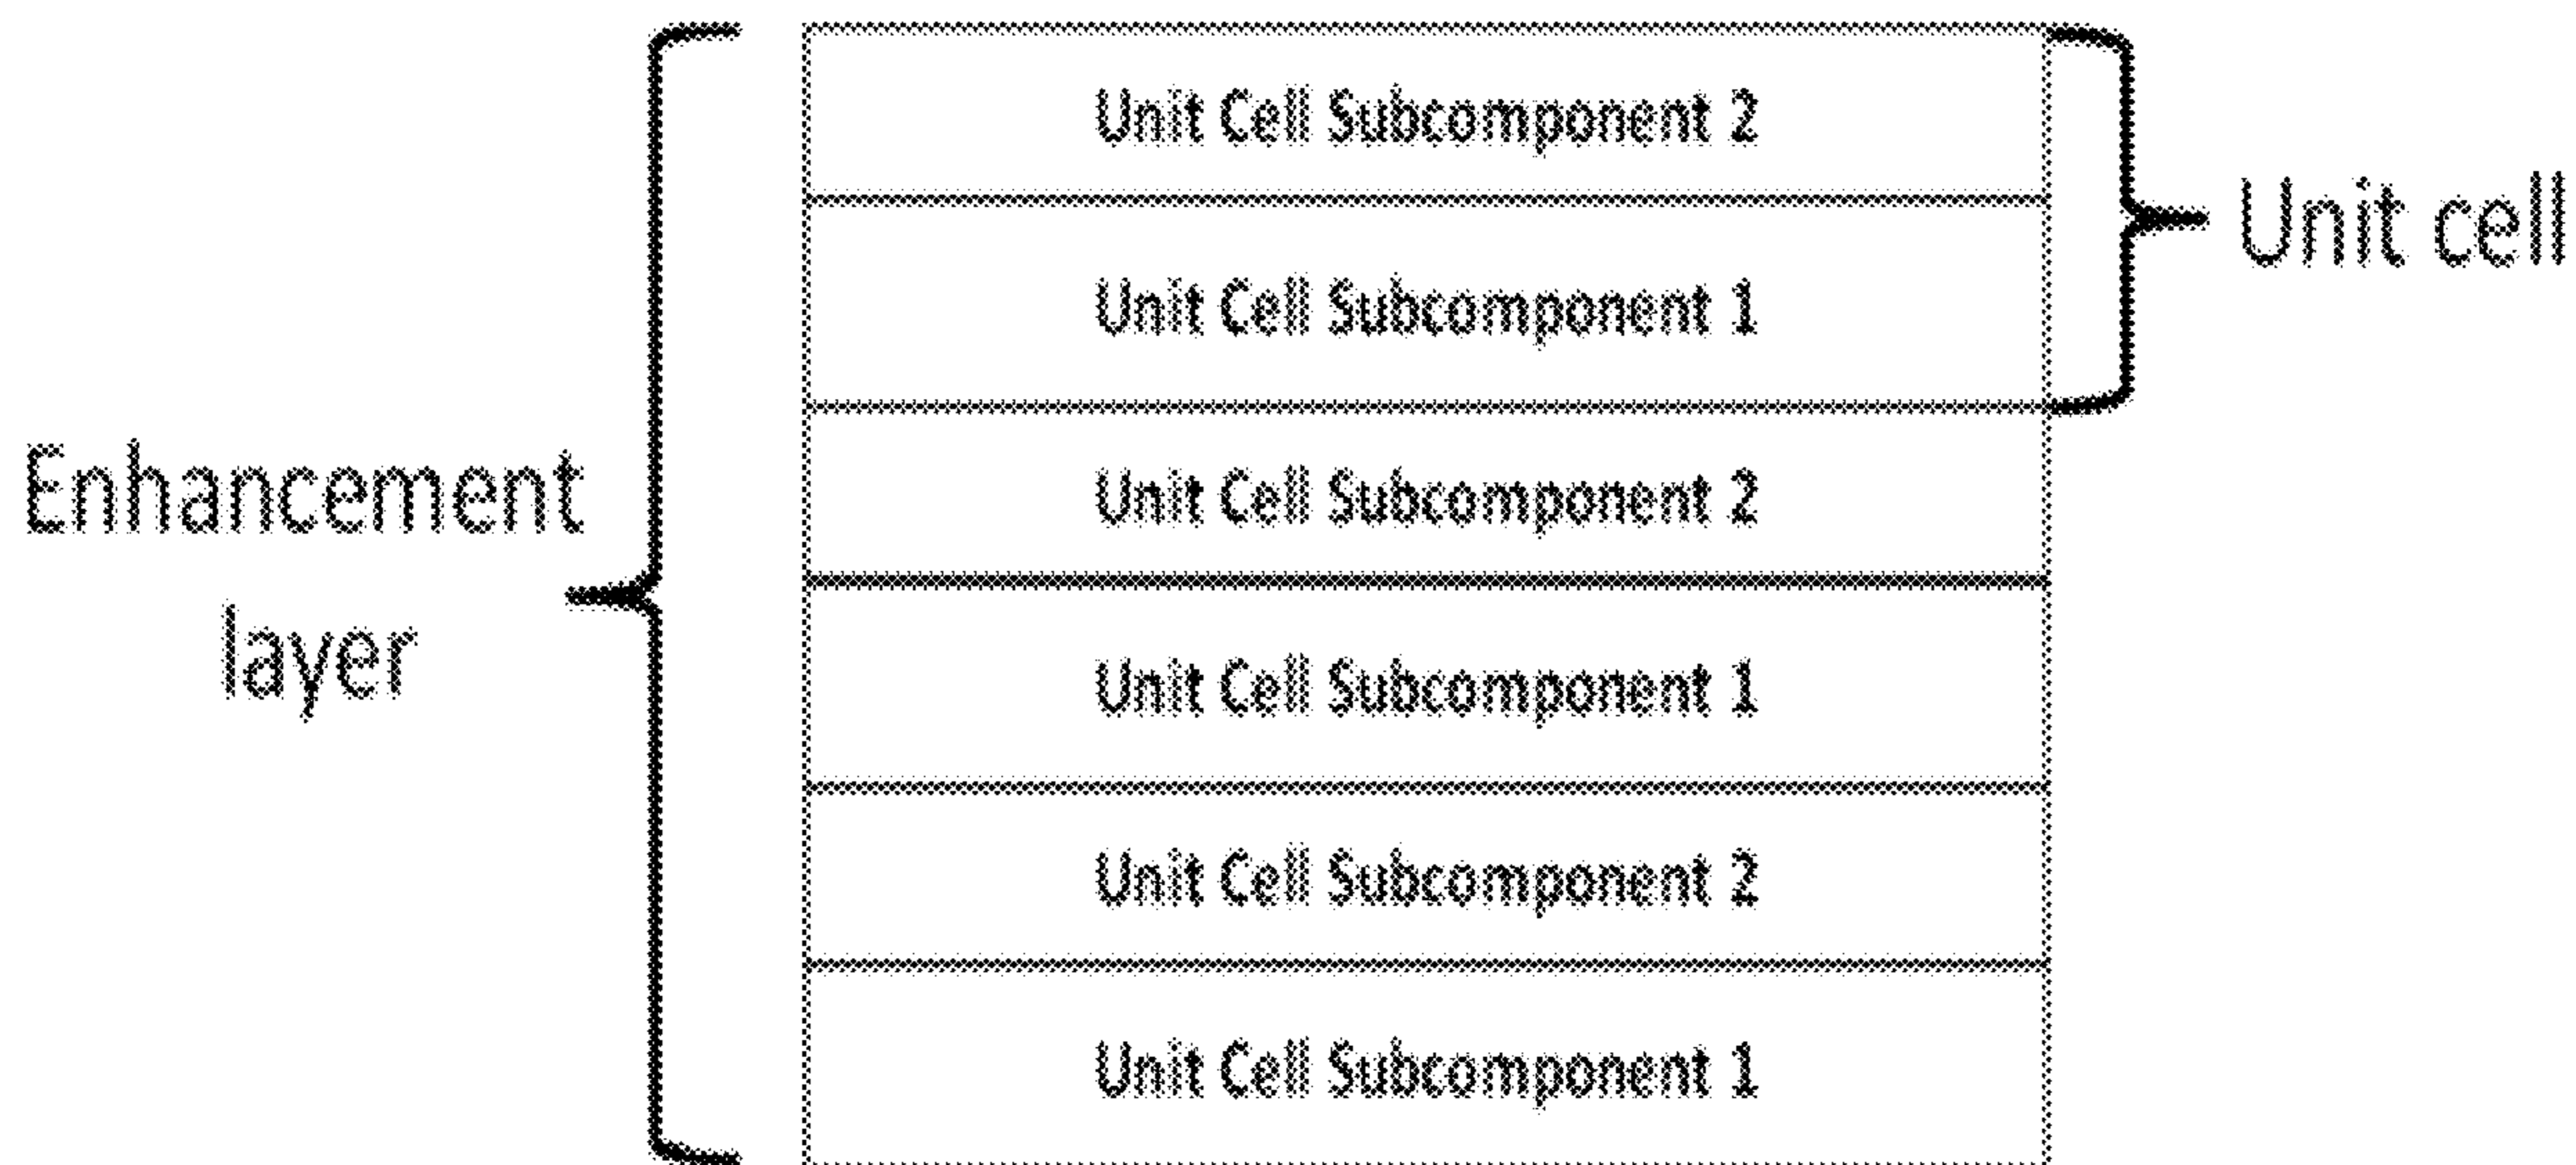 Unit Cell Subcomponent 2
Unit Cell Subcomponent 1
Unit cell
Unit Cell Subcomponent 2
Enhancement
layer
Unit Cell Subcomponent 1
Unit Cell Subcomponent 2
Unit Cell Subcomponent 1